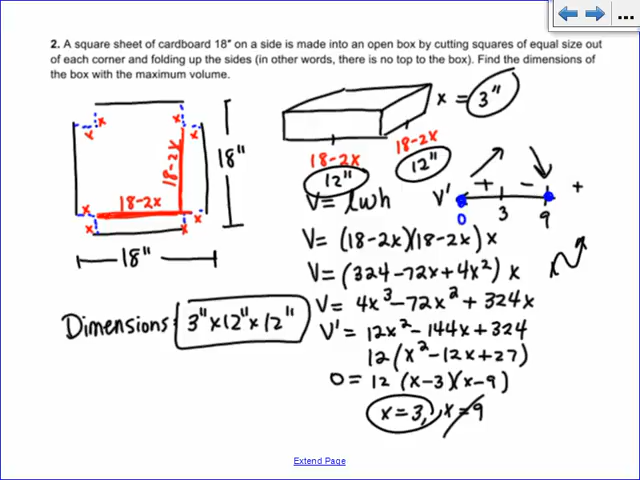 2. A square sheet of cardboard 18" on a side is made into an open box by cutting squares of equal size out
of each corner and folding up the sides (in other words, there is no top to the box). Find the dimensions of
the box with the maximum volume.
x x
x x
18-2x
18"
x x
18-2x
x x
18"
x = 3"
18-2x
18-2x
12"
12"
V = lwh
V' + - +
0 3 9
V = (18-2x)(18-2x) x
V = (324-72x+4x²) x
V = 4x³-72x²+324x
V' = 12x²-144x+324
12(x²-12x+27)
0 = 12 (x-3)(x-9)
x=3, x=9
Dimensions: 3"x12"x12"
Extend Page
...